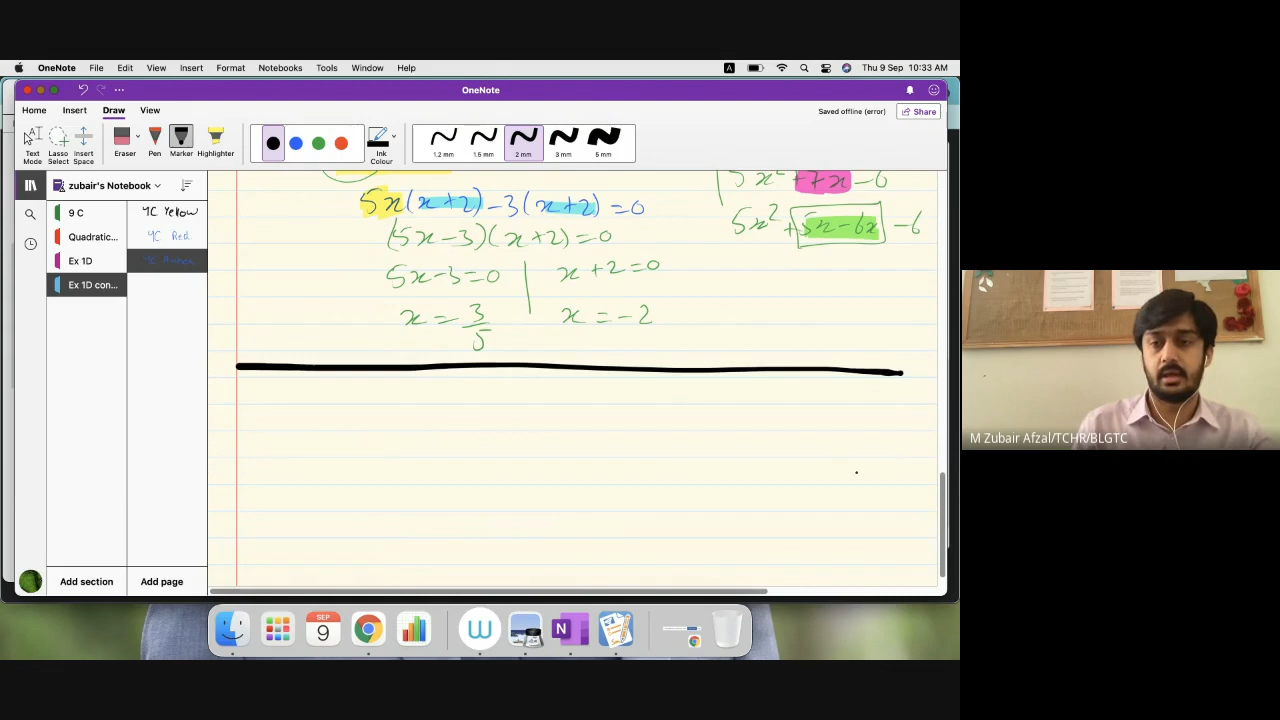 OneNote File Edit View Insert Format Notebooks Tools Window Help A Thu 9 Sep 10:33 AM
OneNote
Home Insert Draw View Saved offline (error) Share
Text Mode Lasso Select Insert Space Eraser Pen Marker Highlighter Ink Colour 1.2 mm 1.5 mm 2 mm 3 mm 5 mm
zubair's Notebook
9 C
Quadratic...
Ex 1D
Ex 1D con...
9C Yellow
9C Red
5x(x+2)-3(x+2)=0
(5x-3)(x+2)=0
5x-3=0 | x+2=0
x=3/5 x=-2
5x²+7x-6
5x²+5x-6x-6
Add section Add page
SEP
9
N
M Zubair Afzal/TCHR/BLGTC